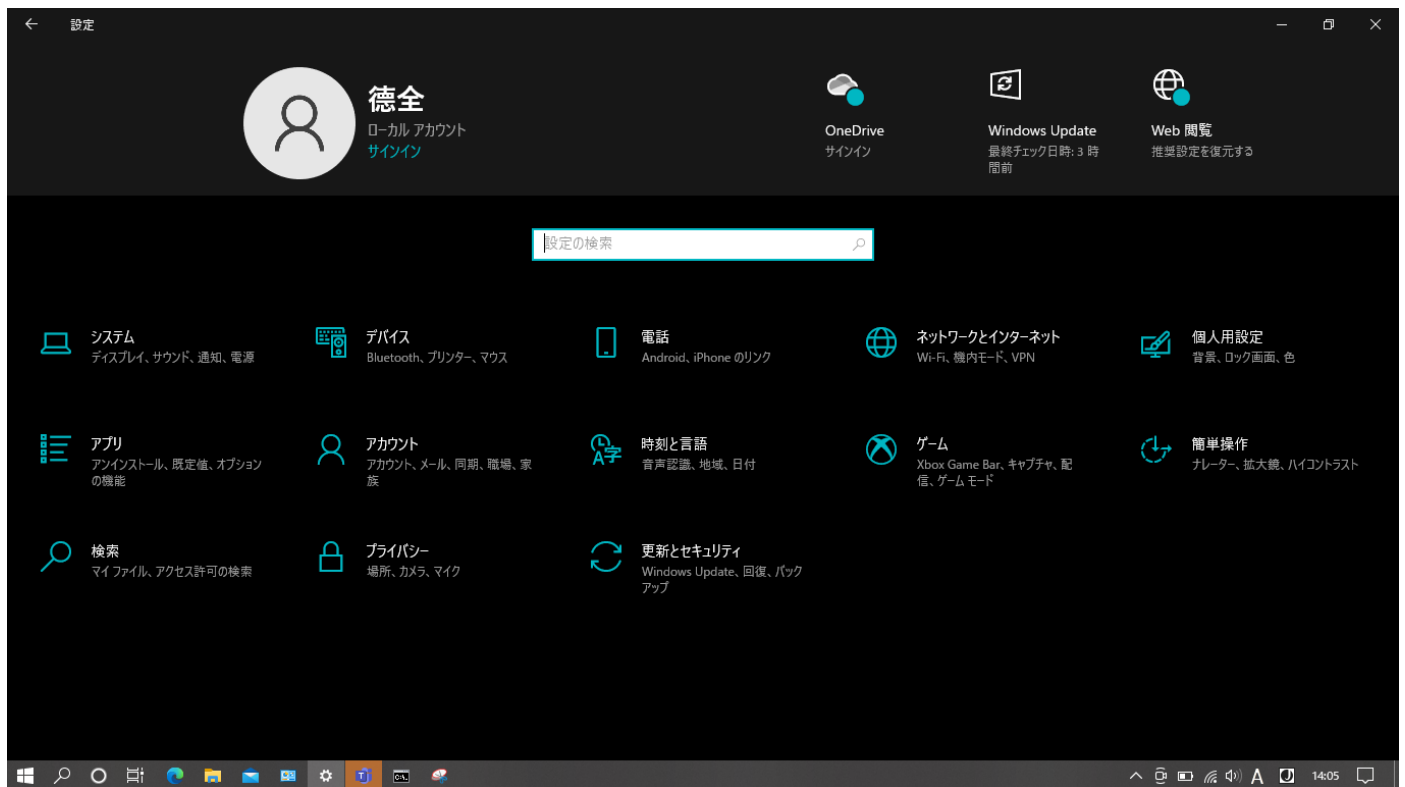 設定
徳全
ローカル アカウント
サインイン
OneDrive
サインイン
Windows Update
最終チェック日時: 3 時
間前
Web 閲覧
推奨設定を復元する
設定の検索
システム
ディスプレイ、サウンド、通知、電源
デバイス
Bluetooth、プリンター、マウス
電話
Android、iPhone のリンク
ネットワークとインターネット
Wi-Fi、機内モード、VPN
個人用設定
背景、ロック画面、色
アプリ
アンインストール、既定値、オプション
の機能
アカウント
アカウント、メール、同期、職場、家
族
時刻と言語
音声認識、地域、日付
ゲーム
Xbox Game Bar、キャプチャ、配
信、ゲーム モード
簡単操作
ナレーター、拡大鏡、ハイコントラスト
検索
マイ ファイル、アクセス許可の検索
プライバシー
場所、カメラ、マイク
更新とセキュリティ
Windows Update、回復、バック
アップ
A
14:05